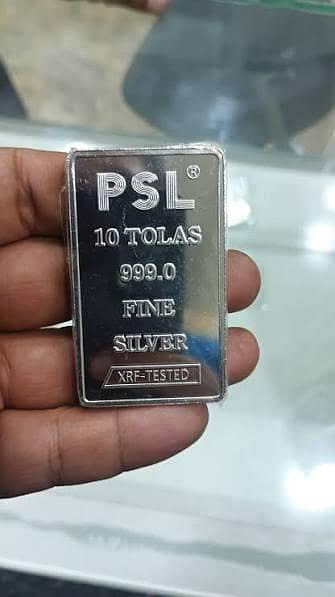 PSL®
10 TOLAS
999.0
FINE
SILVER
XRF-TESTED